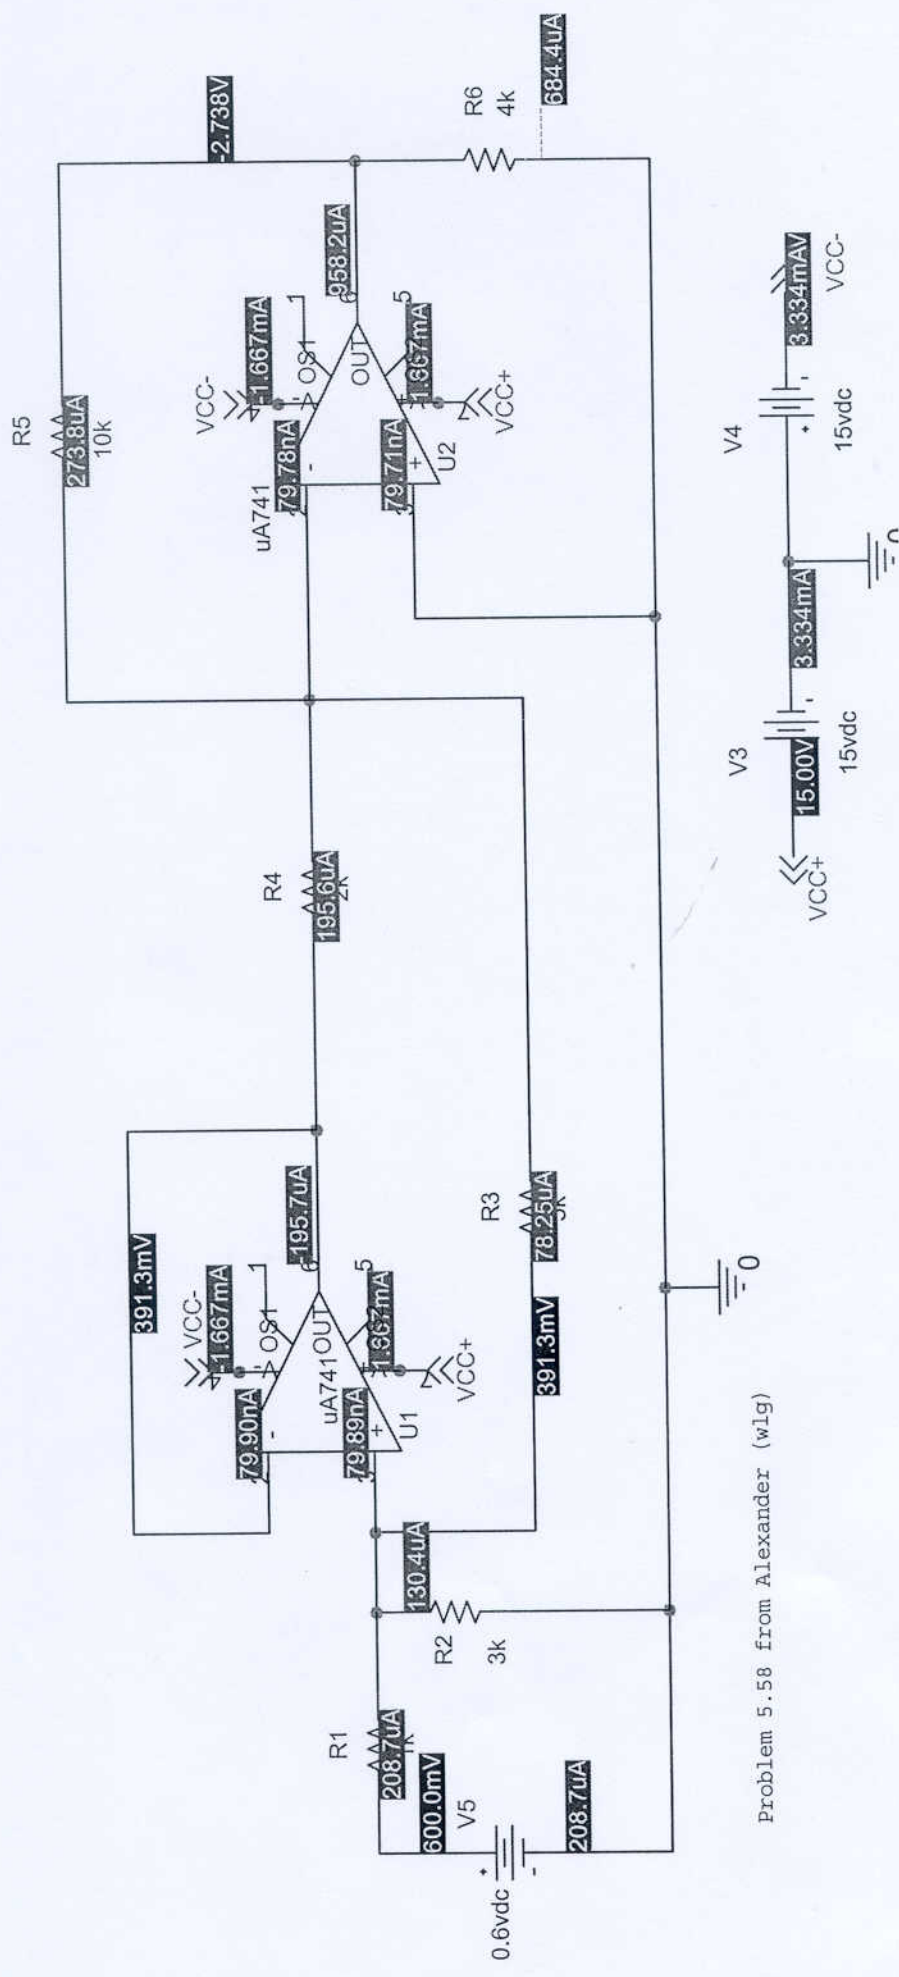 R5
273.8uA
10k
-2.738V
R6
4k
684.4uA
958.2uA
6
VCC-
-1.667mA
1
OS1
OUT
5
1.667mA
VCC+
uA741
79.78nA
-
79.71nA
+
U2
R4
195.6uA
2k
391.3mV
VCC-
-1.667mA
1
OS1
195.7uA
6
OUT
5
VCC+
79.90nA
-
uA741
79.89nA
+
U1
R3
78.25uA
391.3mV
130.4uA
R2
3k
R1
208.7uA
600.0mV
V5
+
-
0.6vdc
208.7uA
0
V3
15.00V
15vdc
-
VCC+
3.334mA
0
V4
+
-
15vdc
3.334mAV
VCC-
Problem 5.58 from Alexander (wlg)